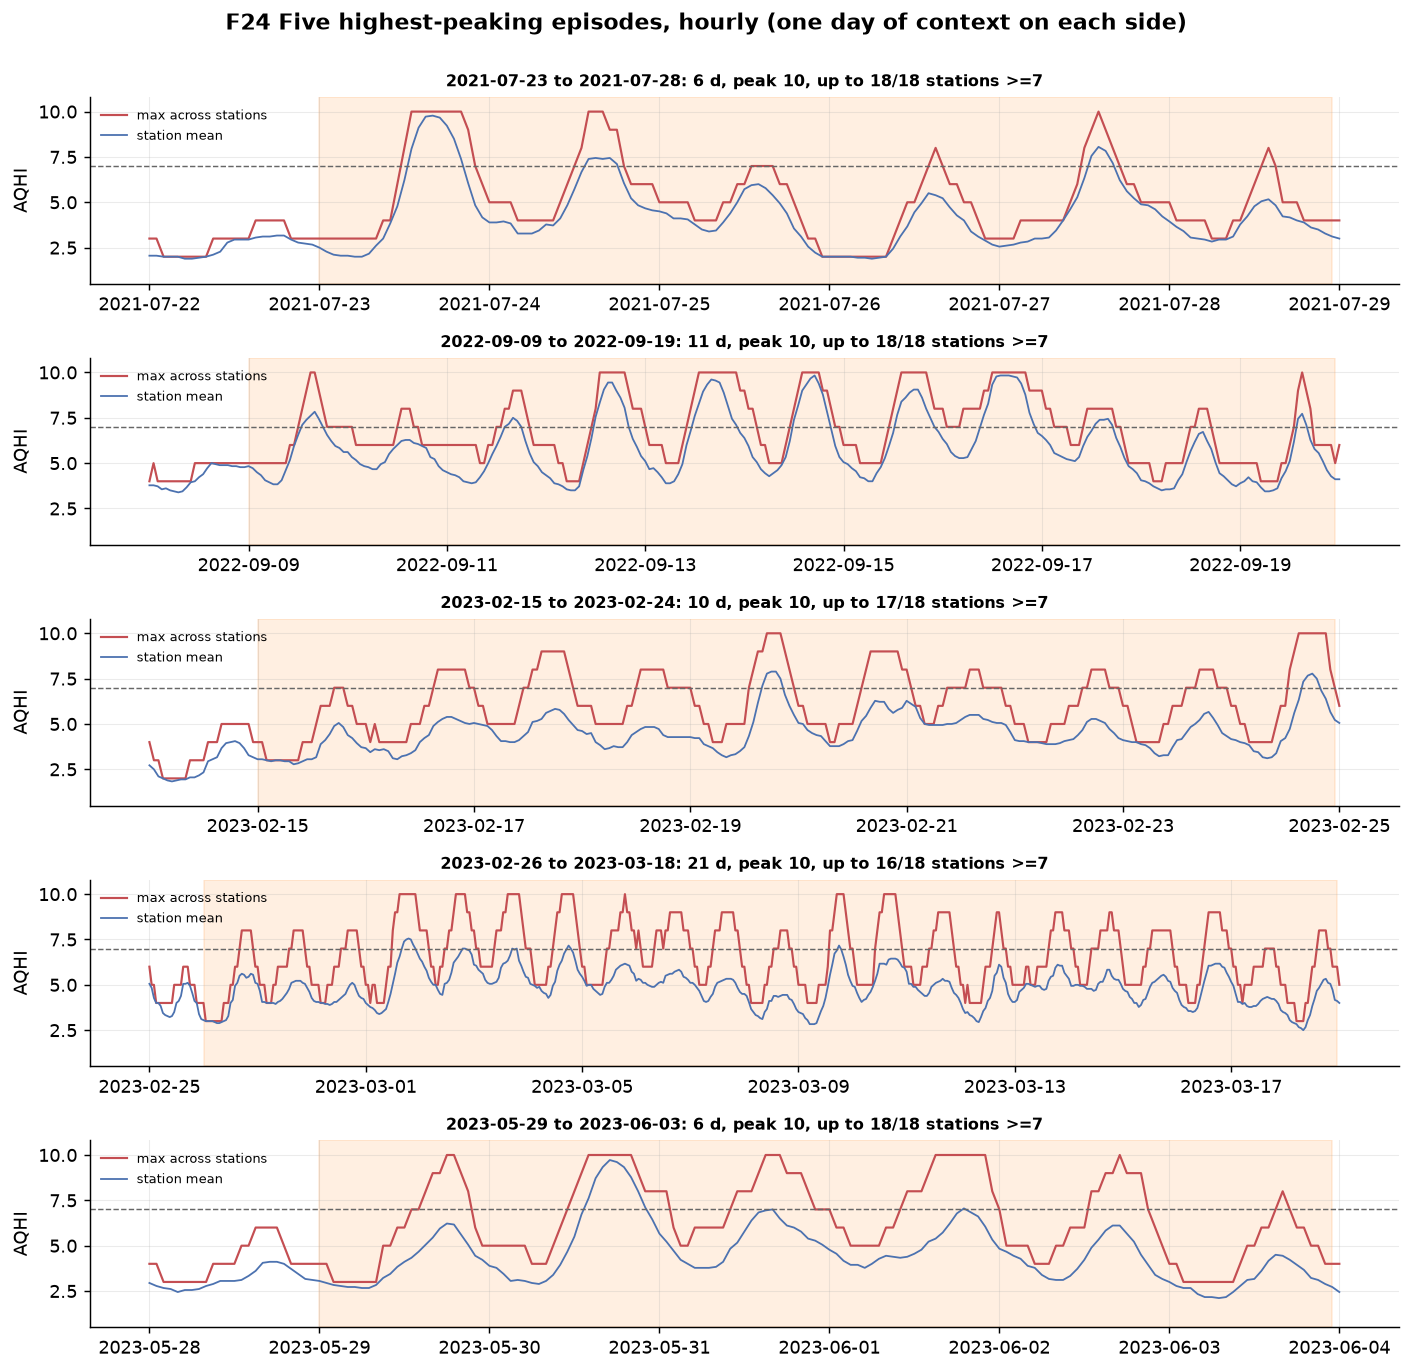 F24 Five highest-peaking episodes, hourly (one day of context on each side)
2021-07-23 to 2021-07-28: 6 d, peak 10, up to 18/18 stations >=7
10.0
7.5
5.0
2.5
AQHI
max across stations
station mean
2021-07-22 2021-07-23 2021-07-24 2021-07-25 2021-07-26 2021-07-27 2021-07-28 2021-07-29
2022-09-09 to 2022-09-19: 11 d, peak 10, up to 18/18 stations >=7
10.0
7.5
5.0
2.5
AQHI
max across stations
station mean
2022-09-09 2022-09-11 2022-09-13 2022-09-15 2022-09-17 2022-09-19
2023-02-15 to 2023-02-24: 10 d, peak 10, up to 17/18 stations >=7
10.0
7.5
5.0
2.5
AQHI
max across stations
station mean
2023-02-15 2023-02-17 2023-02-19 2023-02-21 2023-02-23 2023-02-25
2023-02-26 to 2023-03-18: 21 d, peak 10, up to 16/18 stations >=7
10.0
7.5
5.0
2.5
AQHI
max across stations
station mean
2023-02-25 2023-03-01 2023-03-05 2023-03-09 2023-03-13 2023-03-17
2023-05-29 to 2023-06-03: 6 d, peak 10, up to 18/18 stations >=7
10.0
7.5
5.0
2.5
AQHI
max across stations
station mean
2023-05-28 2023-05-29 2023-05-30 2023-05-31 2023-06-01 2023-06-02 2023-06-03 2023-06-04